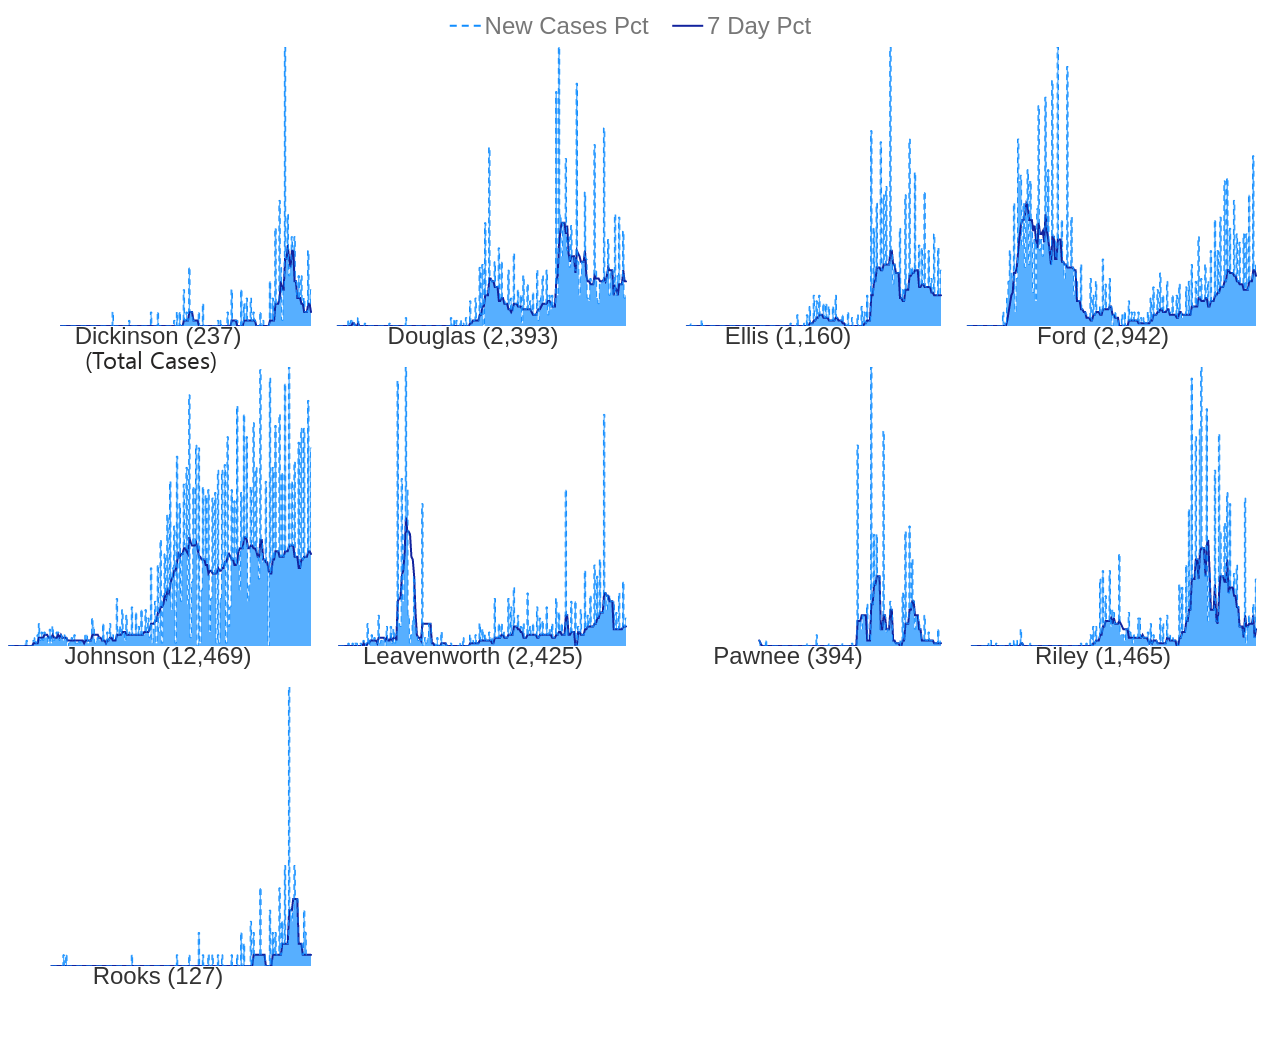 New Cases Pct 7 Day Pct
Dickinson (237)
(Total Cases)
Douglas (2,393)
Ellis (1,160)
Ford (2,942)
Johnson (12,469)
Leavenworth (2,425)
Pawnee (394)
Riley (1,465)
Rooks (127)